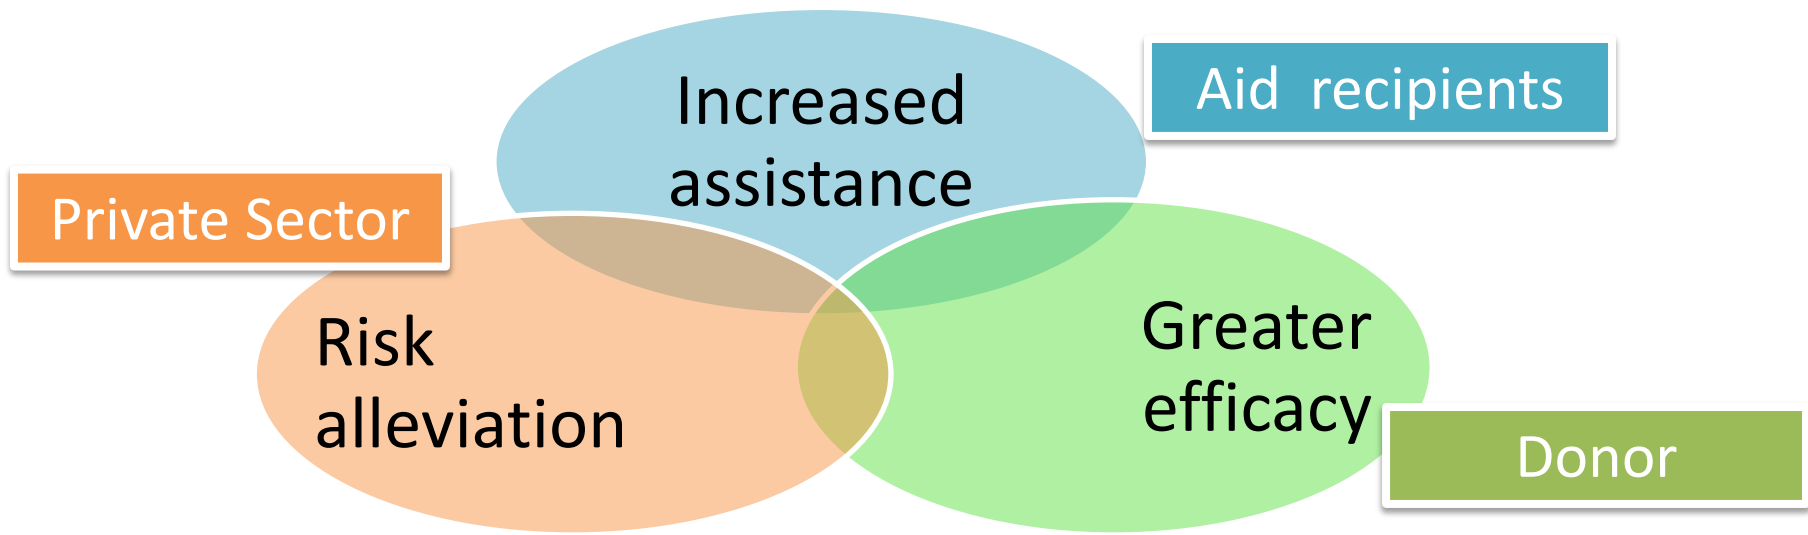 Increased
assistance
Aid  recipients
Private Sector
Risk
alleviation
Greater
efficacy
Donor